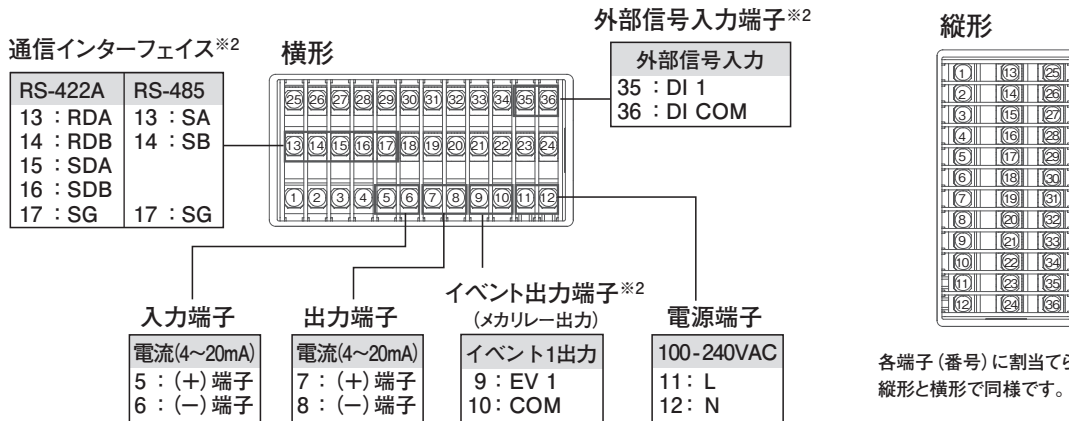 通信インターフェイス※2
RS-422A RS-485
13 : RDA 13 : SA
14 : RDB 14 : SB
15 : SDA
16 : SDB
17 : SG 17 : SG
横形
25 26 27 28 29 30 31 32 33 34 35 36
13 14 15 16 17 18 19 20 21 22 23 24
1 2 3 4 5 6 7 8 9 10 11 12
外部信号入力端子※2
外部信号入力
35 : DI 1
36 : DI COM
入力端子
電流(4~20mA)
5 : (+) 端子
6 : (−) 端子
出力端子
電流(4~20mA)
7 : (+) 端子
8 : (−) 端子
イベント出力端子※2
(メカリレー出力)
イベント1出力
9 : EV 1
10 : COM
電源端子
100-240VAC
11 : L
12 : N
縦形
1 13 25
2 14 26
3 15 27
4 16 28
5 17 29
6 18 30
7 19 31
8 20 32
9 21 33
10 22 34
11 23 35
12 24 36
各端子 (番号) に割当て
縦形と横形で同様です。